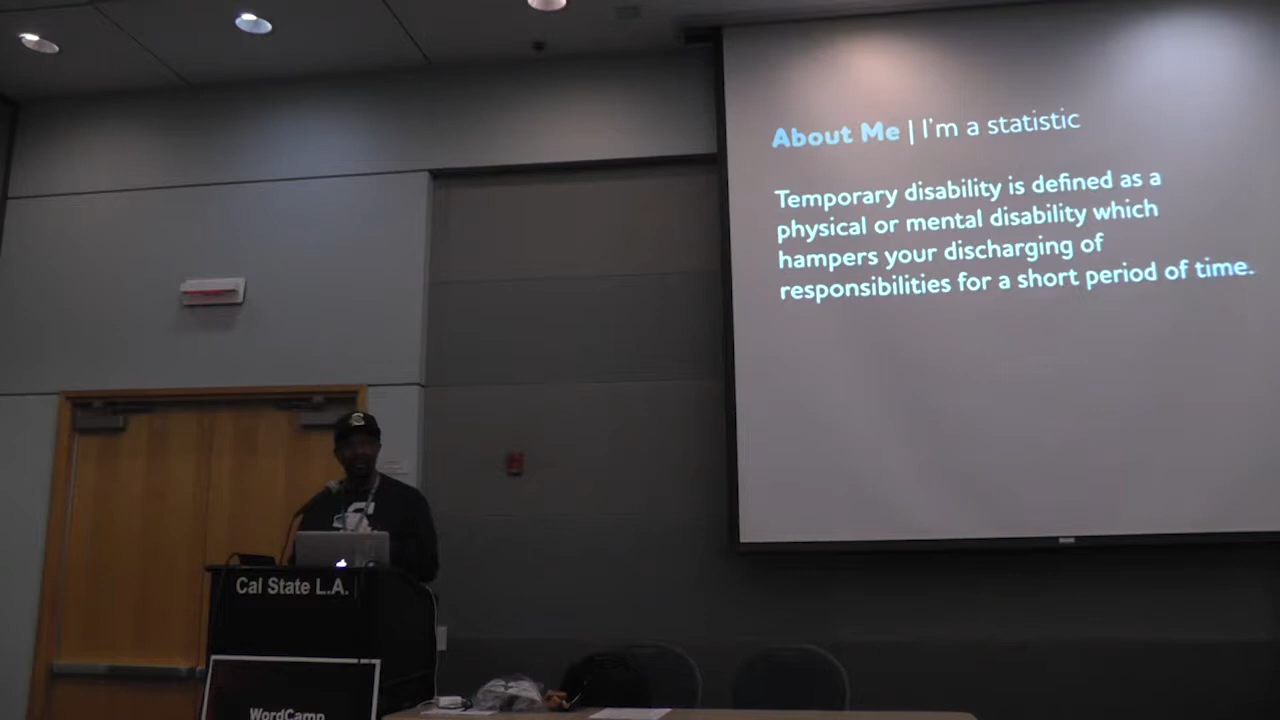 About Me | I'm a statistic
Temporary disability is defined as a
physical or mental disability which
hampers your discharging of
responsibilities for a short period of time.
Cal State L.A.
WordCamp